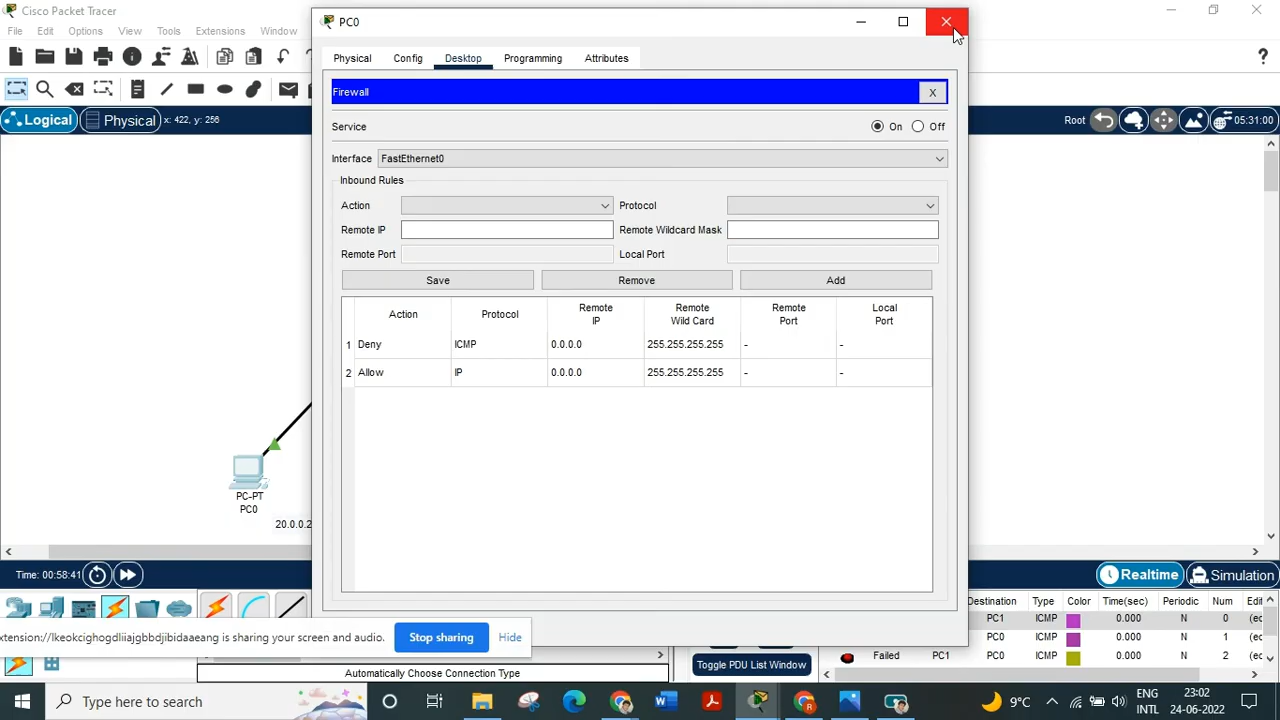 Cisco Packet Tracer
PC0
File Edit Options View Tools Extensions Window
Physical Config Desktop Programming Attributes
Firewall X
Logical Physical x: 422, y: 256 Root 05:31:00
Service On Off
Interface FastEthernet0
Inbound Rules
Action Protocol
Remote IP Remote Wildcard Mask
Remote Port Local Port
Save Remove Add
Action Protocol Remote IP Remote Wild Card Remote Port Local Port
1 Deny ICMP 0.0.0.0 255.255.255.255 - -
2 Allow IP 0.0.0.0 255.255.255.255 - -
PC-PT
PC0
20.0.0.2
Time: 00:58:41 Realtime Simulation
Destination Type Color Time(sec) Periodic Num Edi
PC1 ICMP 0.000 N 0 (ed
xtension://lkeokcighogdliiajgbbdjibidaaeang is sharing your screen and audio. Stop sharing Hide
PC0 ICMP 0.000 N 1 (ed
Failed PC1 PC0 ICMP 0.000 N 2 (ed
Toggle PDU List Window
Automatically Choose Connection Type
Type here to search
9°C ENG INTL 23:02 24-06-2022